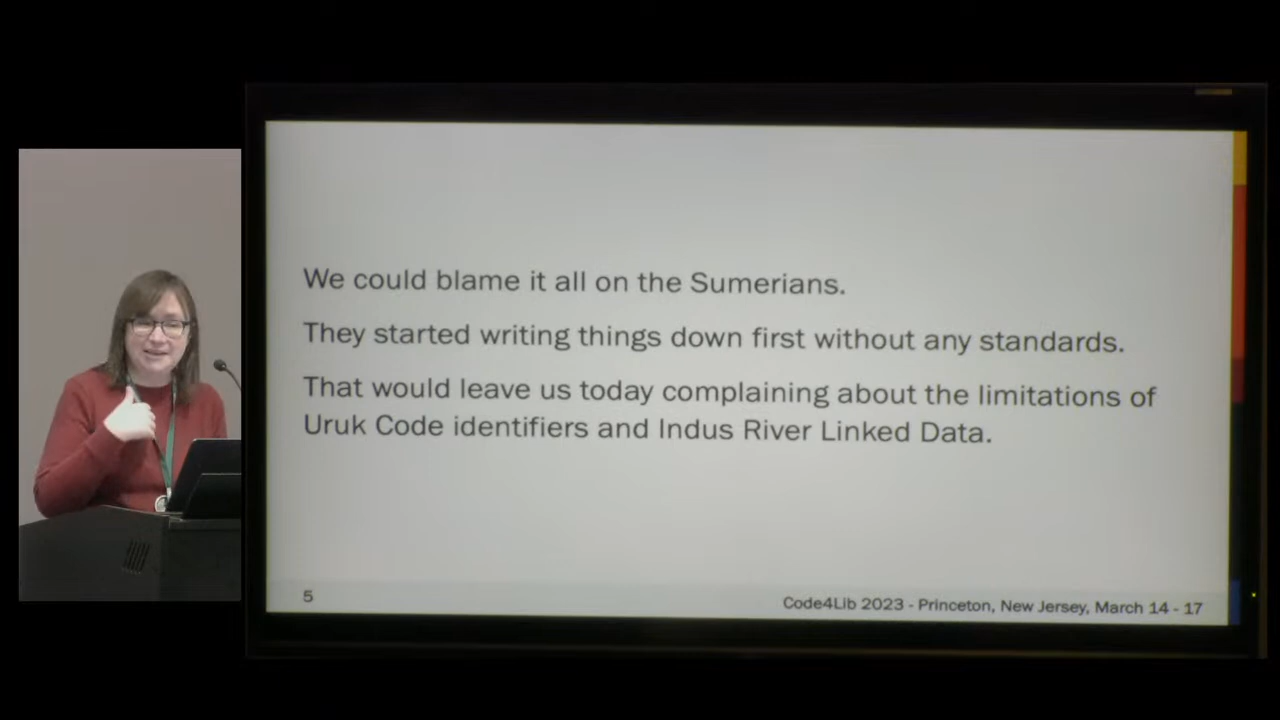 We could blame it all on the Sumerians.
They started writing things down first without any standards.
That would leave us today complaining about the limitations of
Uruk Code identifiers and Indus River Linked Data.
5
Code4Lib 2023 - Princeton, New Jersey, March 14 - 17